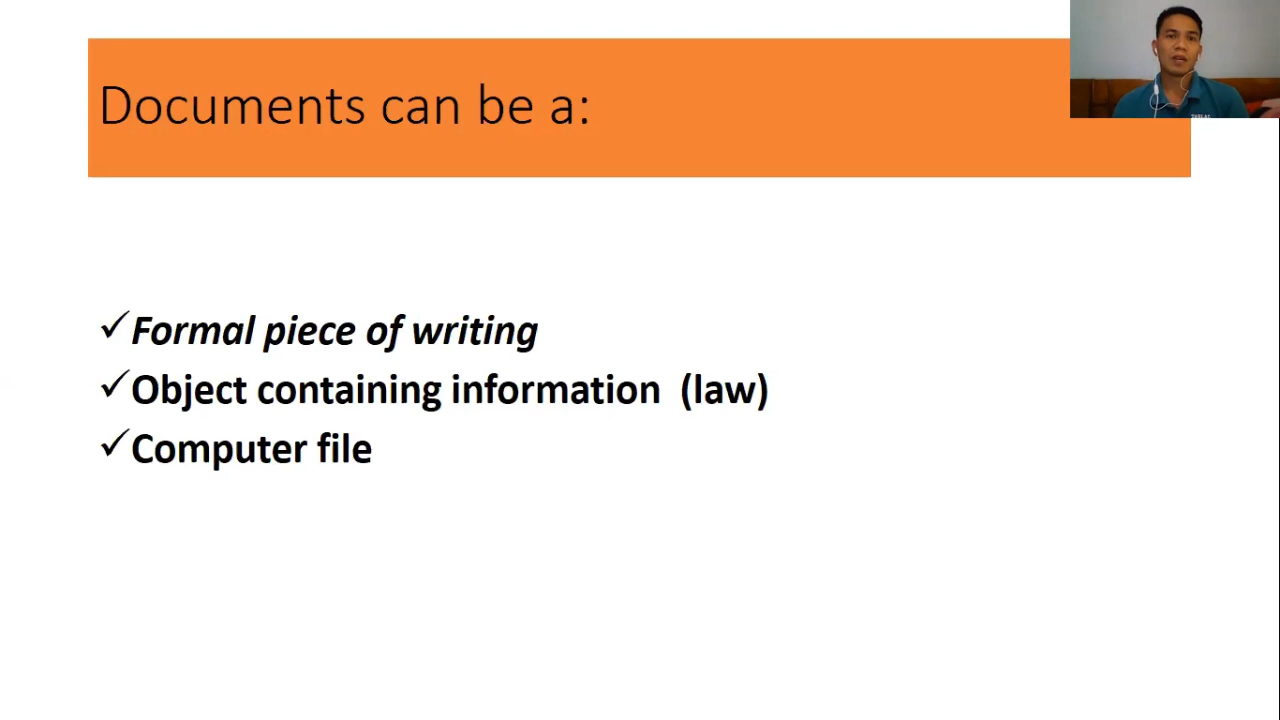 Documents can be a:
✓Formal piece of writing
✓Object containing information (law)
✓Computer file